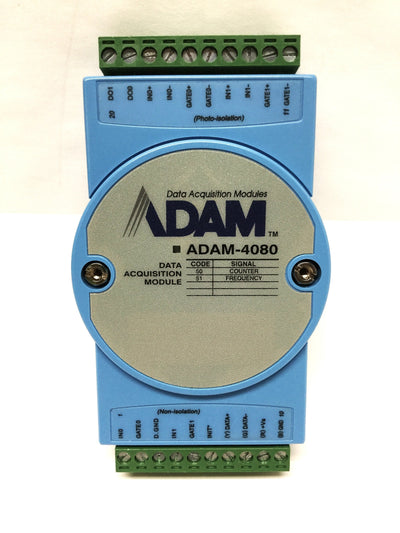 20 DO1 DO0 IN0+ IN0- GATE0+ GATE0- IN1+ IN1- GATE1+ 11 GATE1-
(Photo-isolation)
Data Acquisition Modules
ADAM TM
ADAM-4080
DATA
ACQUISITION
MODULE
CODE SIGNAL
50 COUNTER
51 FREQUENCY
(Non-isolation)
IN0 1 GATE0 D.GND IN1 GATE1 INIT* (Y) DATA+ (G) DATA- (R) +Vs (B) GND 10